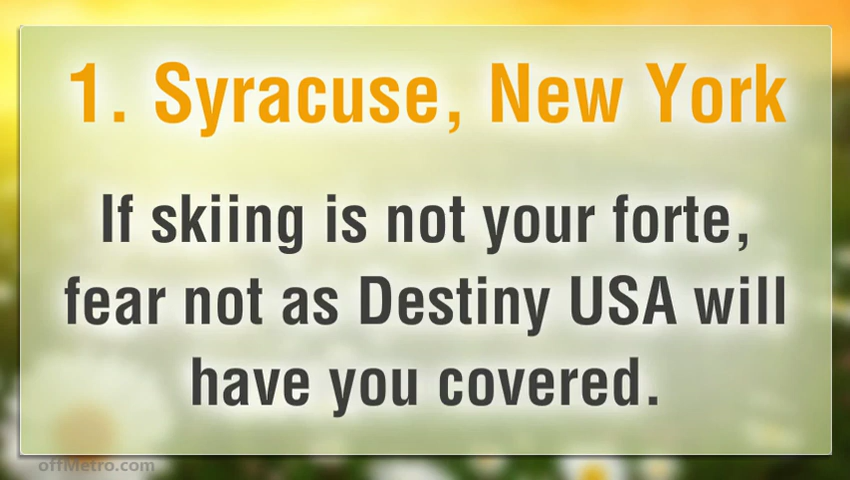 1. Syracuse, New York
If skiing is not your forte,
fear not as Destiny USA will
have you covered.
offMetro.com